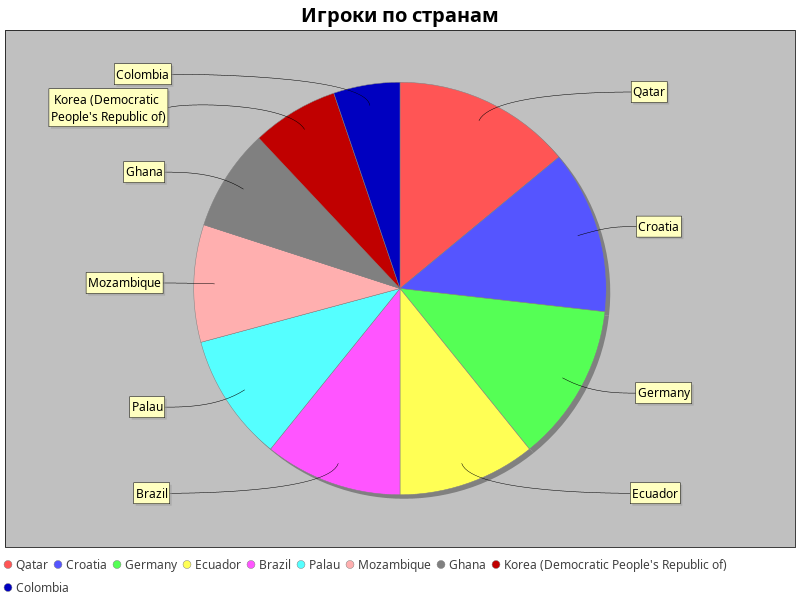 Игроки по странам
Colombia
Qatar
Korea (Democratic
People's Republic of)
Ghana
Croatia
Mozambique
Germany
Palau
Brazil
Ecuador
Qatar Croatia Germany Ecuador Brazil Palau Mozambique Ghana Korea (Democratic People's Republic of)
Colombia